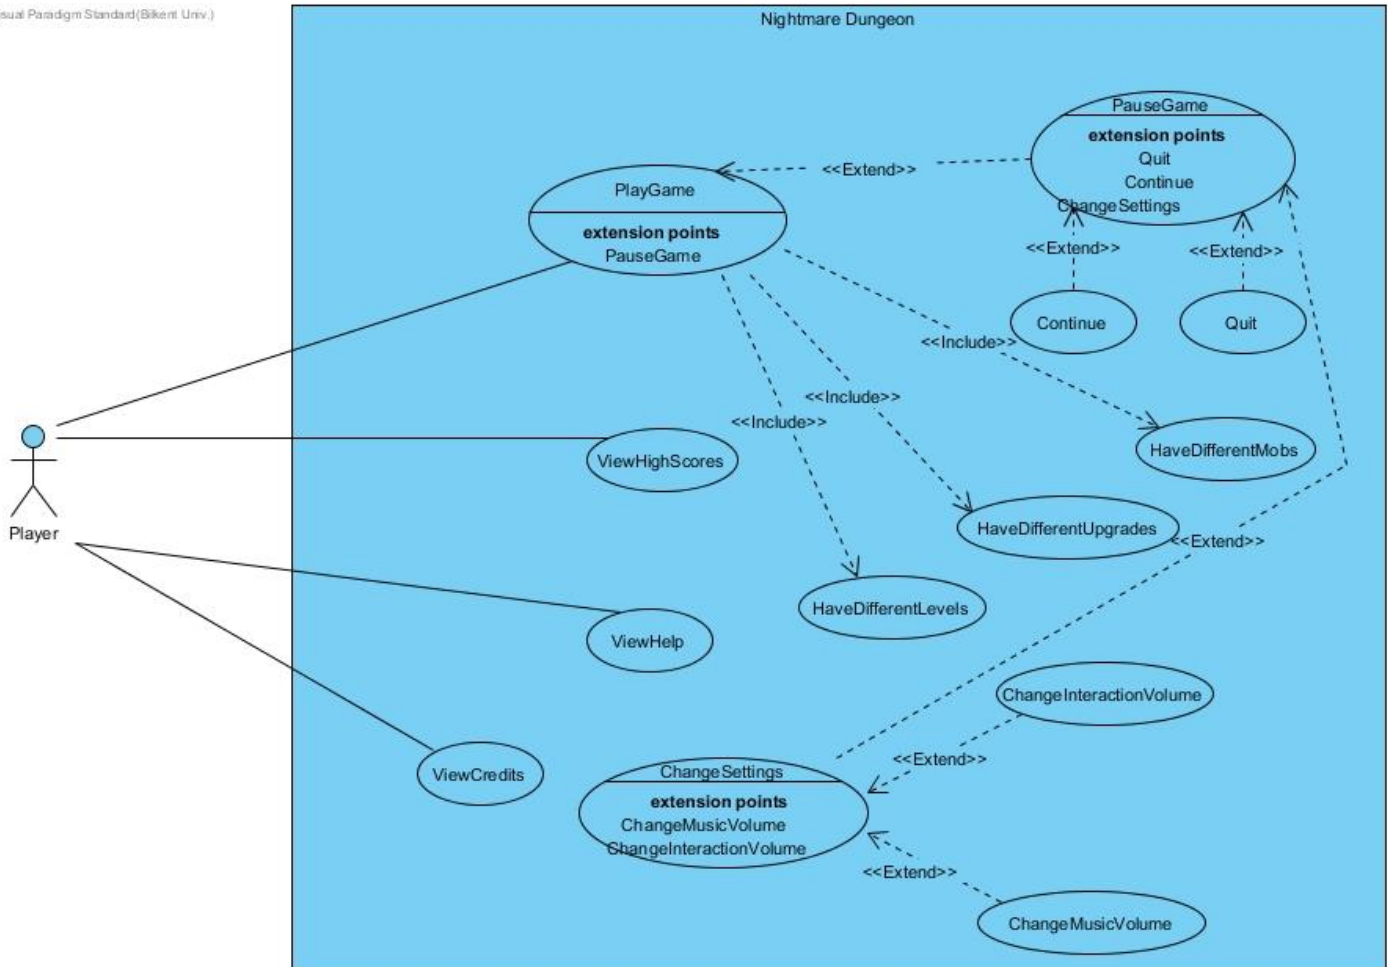 sual Paradigm Standard(Bilkent Univ.)
Nightmare Dungeon
PauseGame
extension points
Quit
Continue
ChangeSettings
<<Extend>>
PlayGame
extension points
PauseGame
<<Extend>>
<<Extend>>
Continue
Quit
<<Include>>
<<Include>>
<<Include>>
HaveDifferentMobs
ViewHighScores
Player
HaveDifferentUpgrades
<<Extend>>
HaveDifferentLevels
ViewHelp
ChangeInteractionVolume
<<Extend>>
ViewCredits
ChangeSettings
extension points
ChangeMusicVolume
ChangeInteractionVolume
<<Extend>>
ChangeMusicVolume